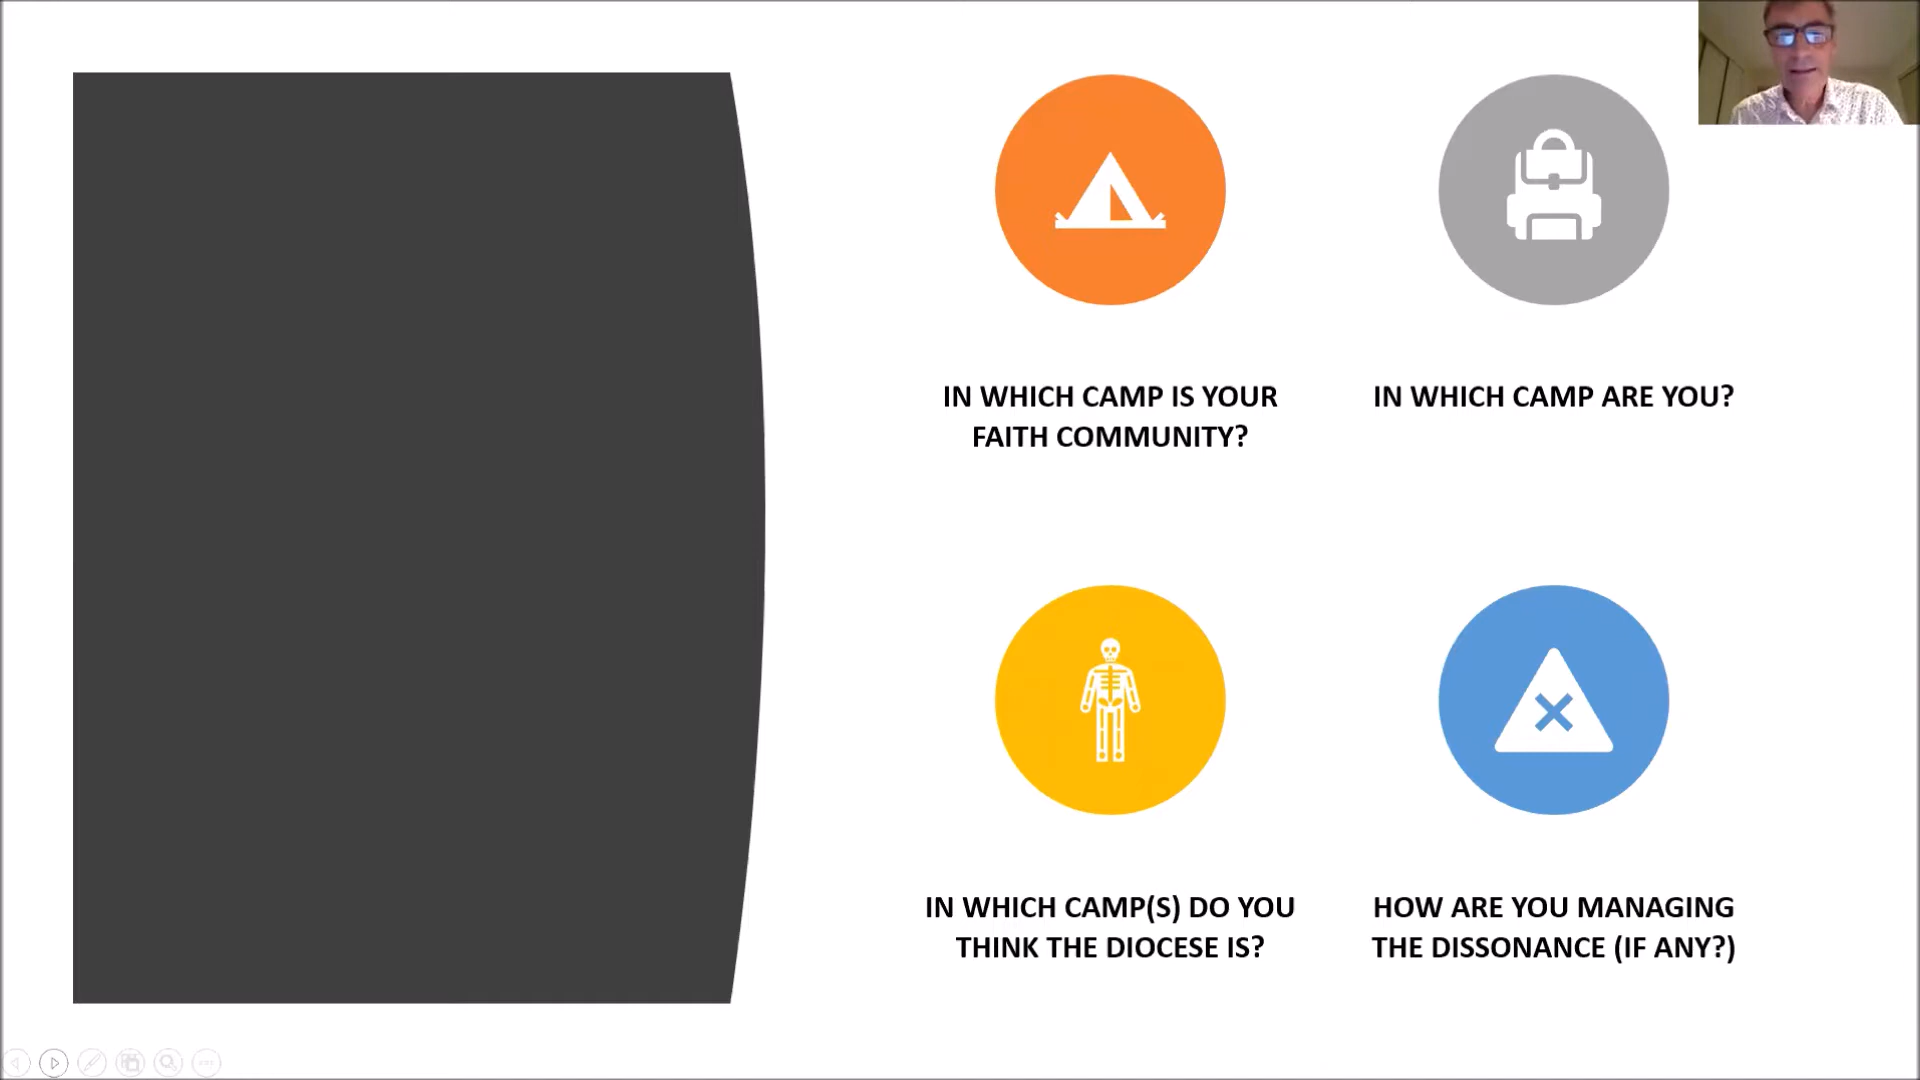 IN WHICH CAMP IS YOUR
FAITH COMMUNITY?
IN WHICH CAMP ARE YOU?
IN WHICH CAMP(S) DO YOU
THINK THE DIOCESE IS?
HOW ARE YOU MANAGING
THE DISSONANCE (IF ANY?)